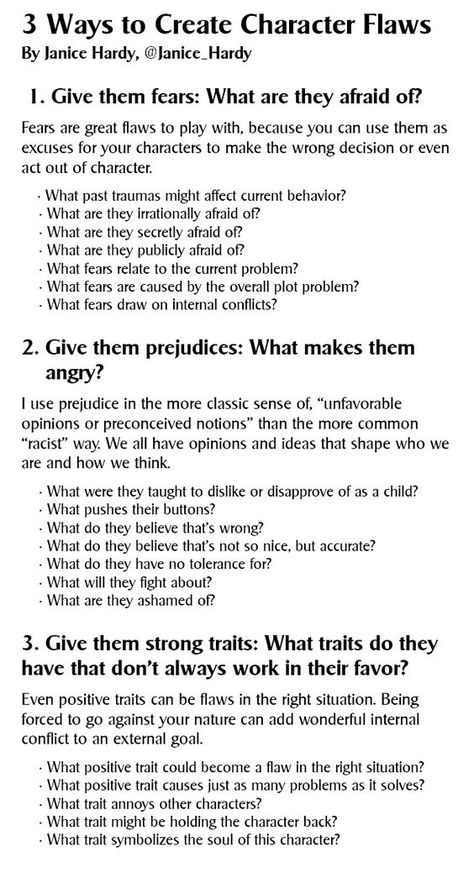 3 Ways to Create Character Flaws
By Janice Hardy, @Janice_Hardy
1. Give them fears: What are they afraid of?
Fears are great flaws to play with, because you can use them as
excuses for your characters to make the wrong decision or even
act out of character.
· What past traumas might affect current behavior?
· What are they irrationally afraid of?
· What are they secretly afraid of?
· What are they publicly afraid of?
· What fears relate to the current problem?
· What fears are caused by the overall plot problem?
· What fears draw on internal conflicts?
2. Give them prejudices: What makes them
angry?
I use prejudice in the more classic sense of, “unfavorable
opinions or preconceived notions” than the more common
“racist” way. We all have opinions and ideas that shape who we
are and how we think.
· What were they taught to dislike or disapprove of as a child?
· What pushes their buttons?
· What do they believe that’s wrong?
· What do they believe that’s not so nice, but accurate?
· What do they have no tolerance for?
· What will they fight about?
· What are they ashamed of?
3. Give them strong traits: What traits do they
have that don’t always work in their favor?
Even positive traits can be flaws in the right situation. Being
forced to go against your nature can add wonderful internal
conflict to an external goal.
· What positive trait could become a flaw in the right situation?
· What positive trait causes just as many problems as it solves?
· What trait annoys other characters?
· What trait might be holding the character back?
· What trait symbolizes the soul of this character?